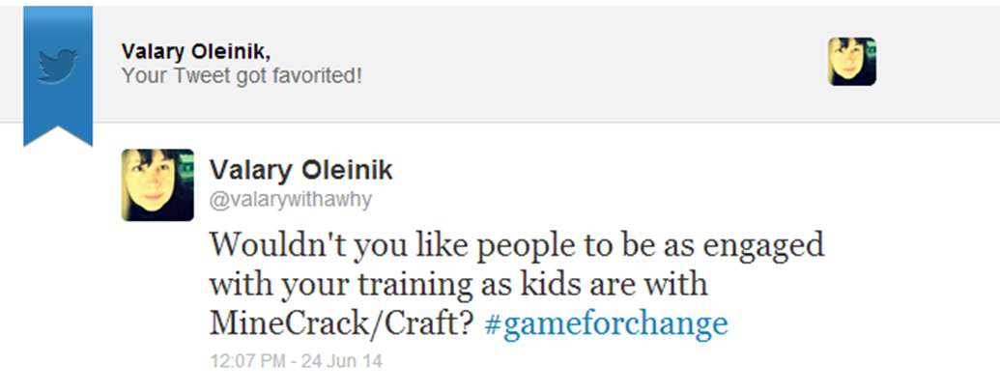 Valary Oleinik,
Your Tweet got favorited!
Valary Oleinik
@valarywithawhy
Wouldn't you like people to be as engaged
with your training as kids are with
MineCrack/Craft? #gameforchange
12:07 PM - 24 Jun 14